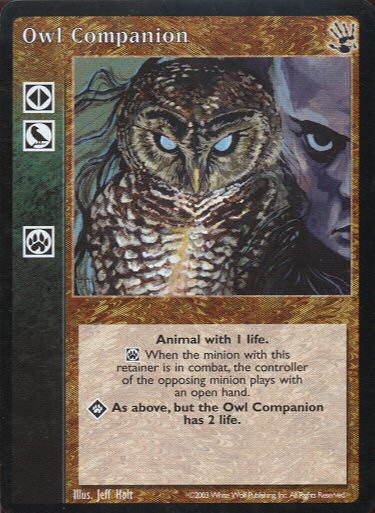 Owl Companion
Animal with 1 life.
When the minion with this
retainer is in combat, the controller
of the opposing minion plays with
an open hand.
As above, but the Owl Companion
has 2 life.
Illus. Jeff Holt
©2003 White Wolf Publishing, Inc. All Rights Reserved.